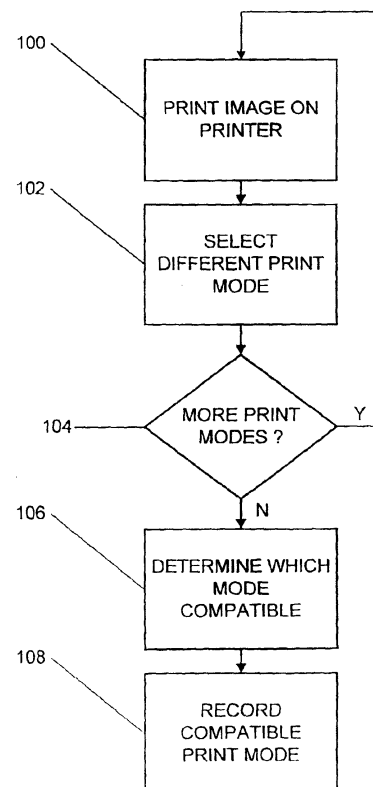 100
PRINT IMAGE ON
PRINTER
102
SELECT
DIFFERENT PRINT
MODE
104
MORE PRINT
MODES ?
Y
N
106
DETERMINE WHICH
MODE
COMPATIBLE
108
RECORD
COMPATIBLE
PRINT MODE